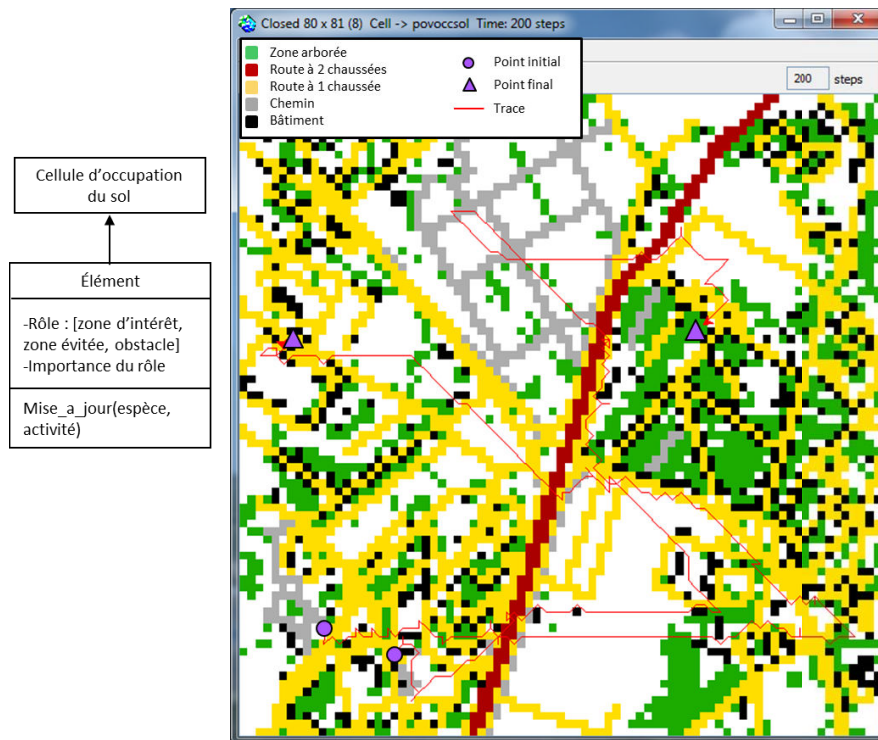 Closed 80 x 81 (8) Cell -> povoccsol Time: 200 steps
Zone arborée
Route à 2 chaussées
Route à 1 chaussée
Chemin
Bâtiment
Point initial
Point final
Trace
200 steps
Cellule d'occupation
du sol
Élément
-Rôle : [zone d'intérêt,
zone évitée, obstacle]
-Importance du rôle
Mise_a_jour(espèce,
activité)